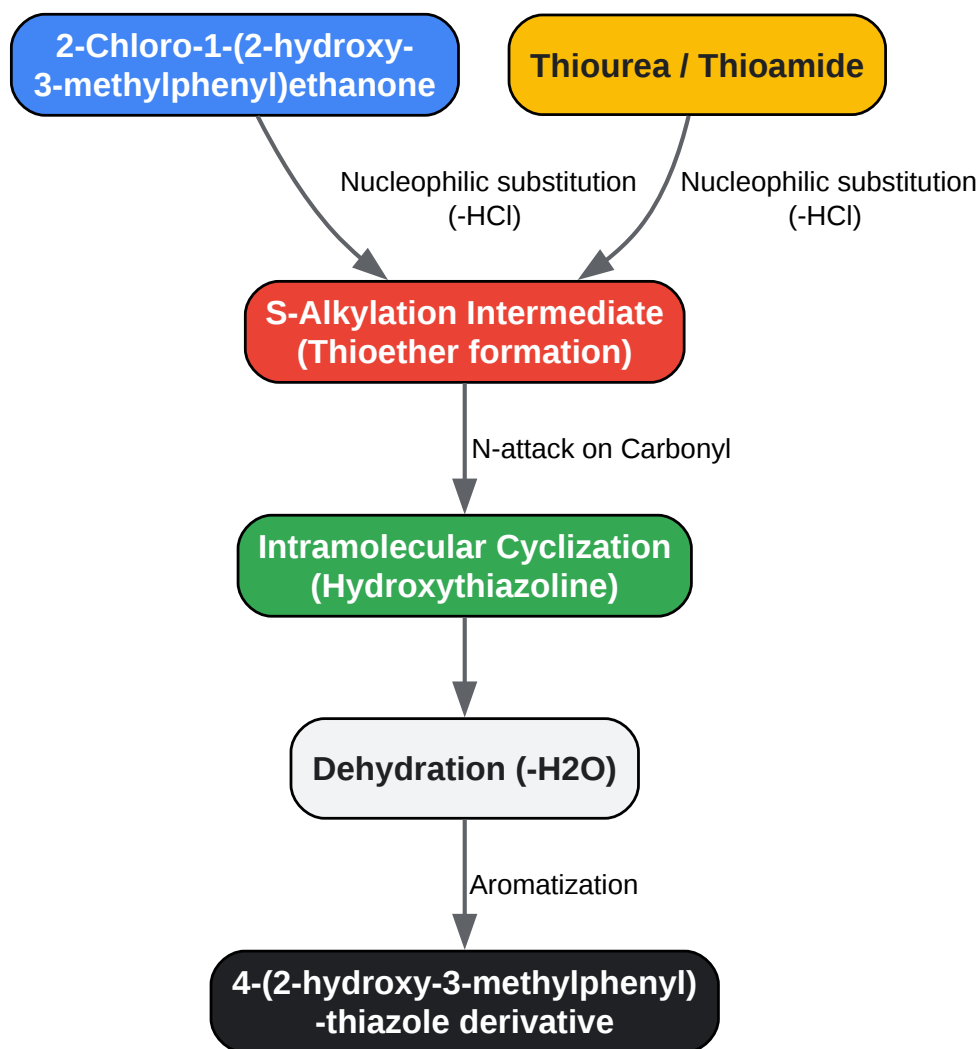 2-Chloro-1-(2-hydroxy-
3-methylphenyl)ethanone
Thiourea / Thioamide
Nucleophilic substitution
(-HCl)
Nucleophilic substitution
(-HCl)
S-Alkylation Intermediate
(Thioether formation)
N-attack on Carbonyl
Intramolecular Cyclization
(Hydroxythiazoline)
Dehydration (-H2O)
Aromatization
4-(2-hydroxy-3-methylphenyl)
-thiazole derivative